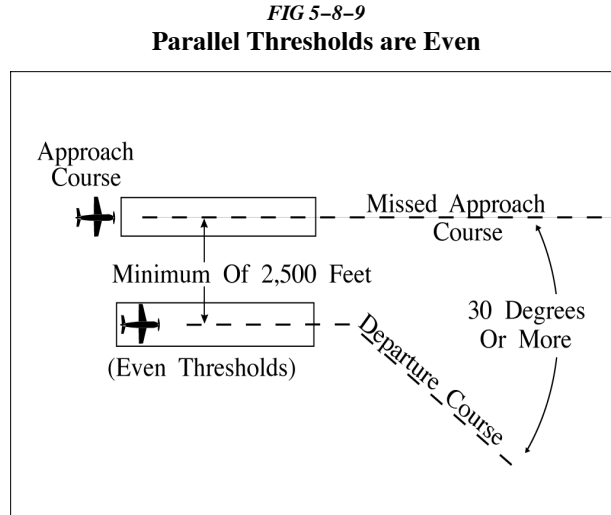 FIG 5–8–9
Parallel Thresholds are Even
Approach
Course
Missed Approach
Course
Minimum Of 2,500 Feet
30 Degrees
Or More
Departure Course
(Even Thresholds)